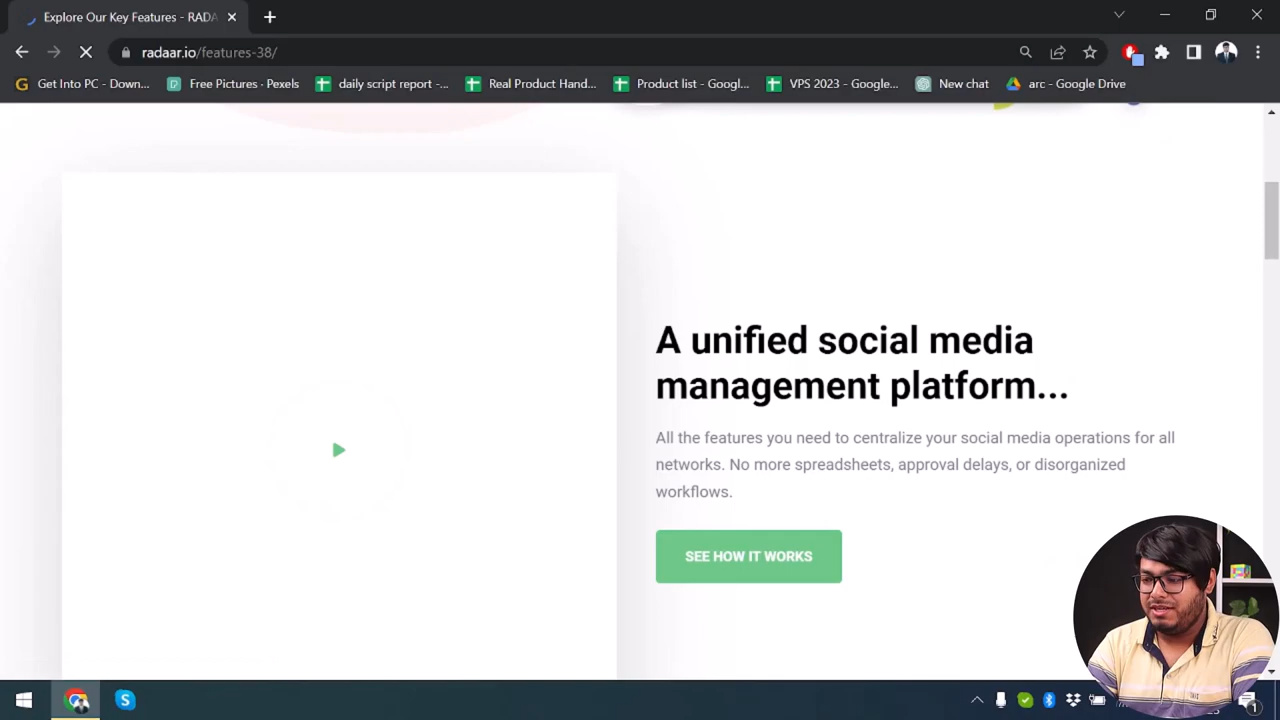 Explore Our Key Features - RADA
radaar.io/features-38/
Get Into PC - Down...
Free Pictures · Pexels
daily script report -...
Real Product Hand...
Product list - Googl...
VPS 2023 - Google...
New chat
arc - Google Drive
A unified social media
management platform...
All the features you need to centralize your social media operations for all
networks. No more spreadsheets, approval delays, or disorganized
workflows.
SEE HOW IT WORKS
1